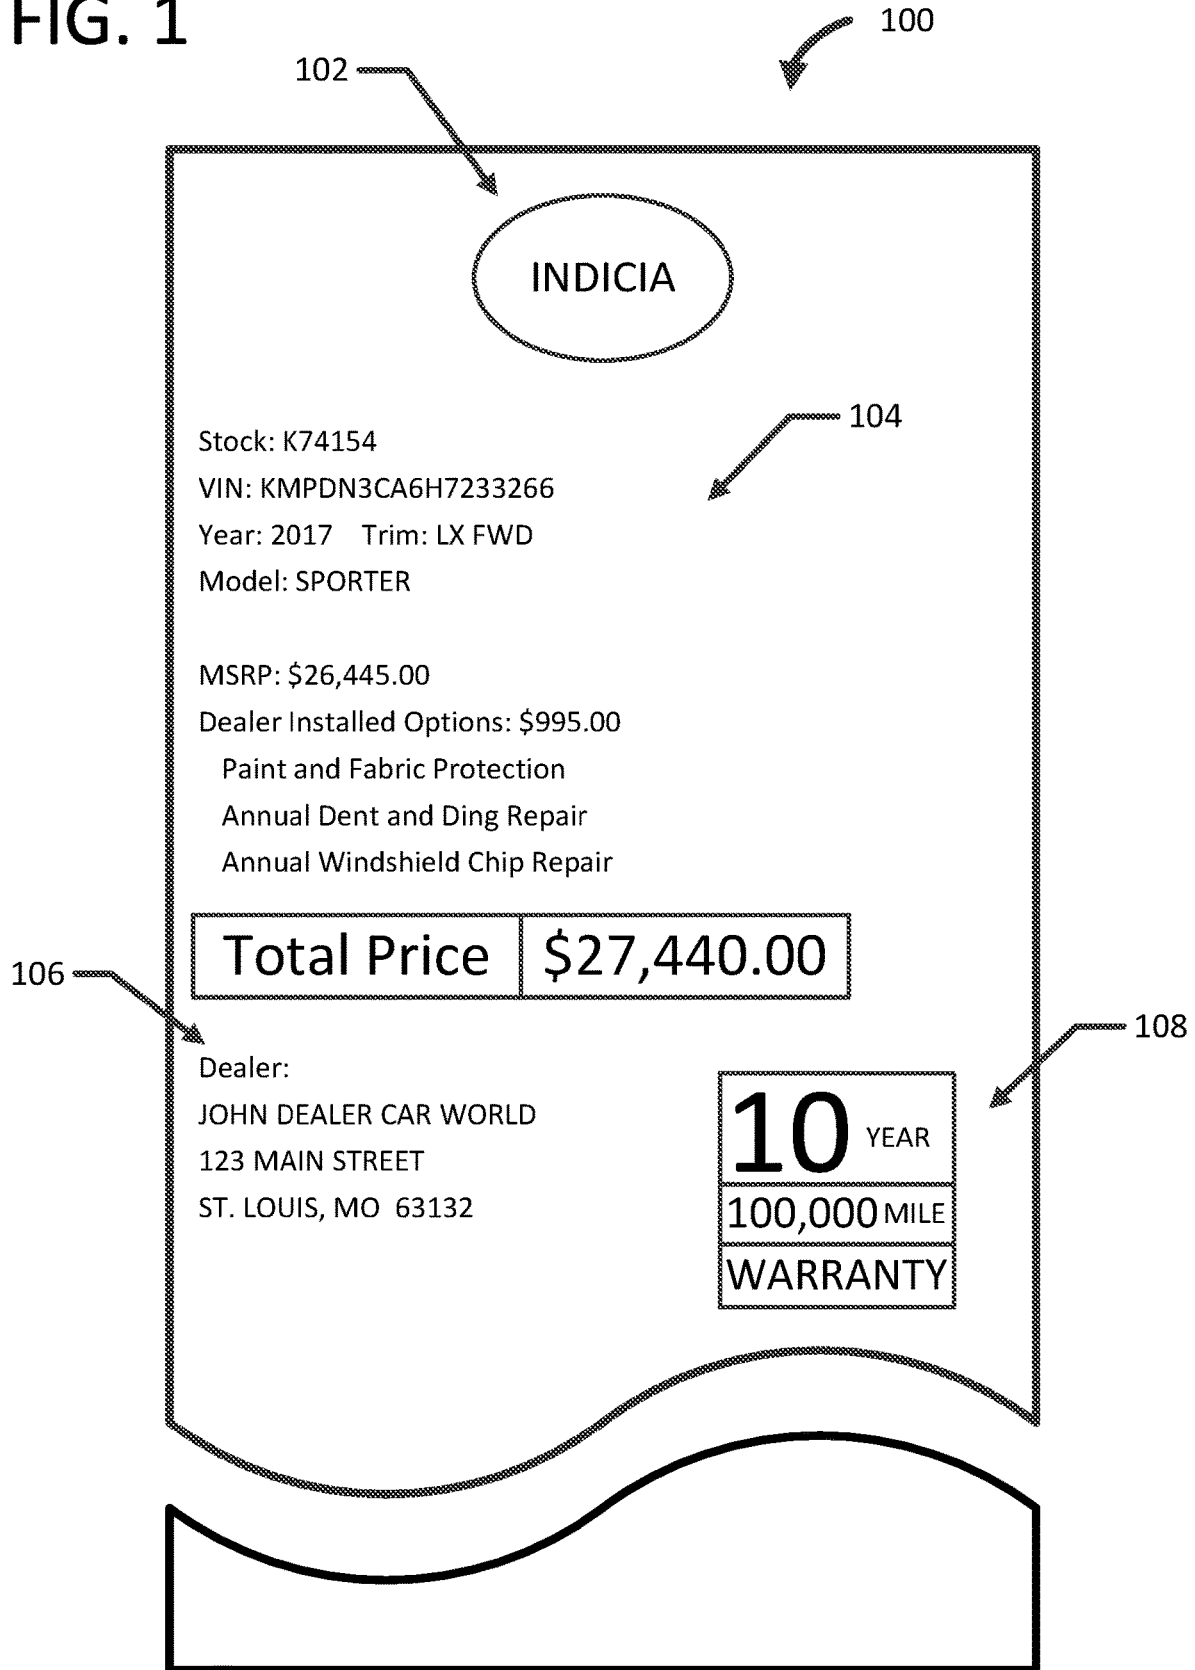 FIG. 1
100
102
INDICIA
104
Stock: K74154
VIN: KMPDN3CA6H7233266
Year: 2017 Trim: LX FWD
Model: SPORTER
MSRP: $26,445.00
Dealer Installed Options: $995.00
Paint and Fabric Protection
Annual Dent and Ding Repair
Annual Windshield Chip Repair
Total Price $27,440.00
106
108
Dealer:
JOHN DEALER CAR WORLD
123 MAIN STREET
ST. LOUIS, MO 63132
10 YEAR
100,000 MILE
WARRANTY